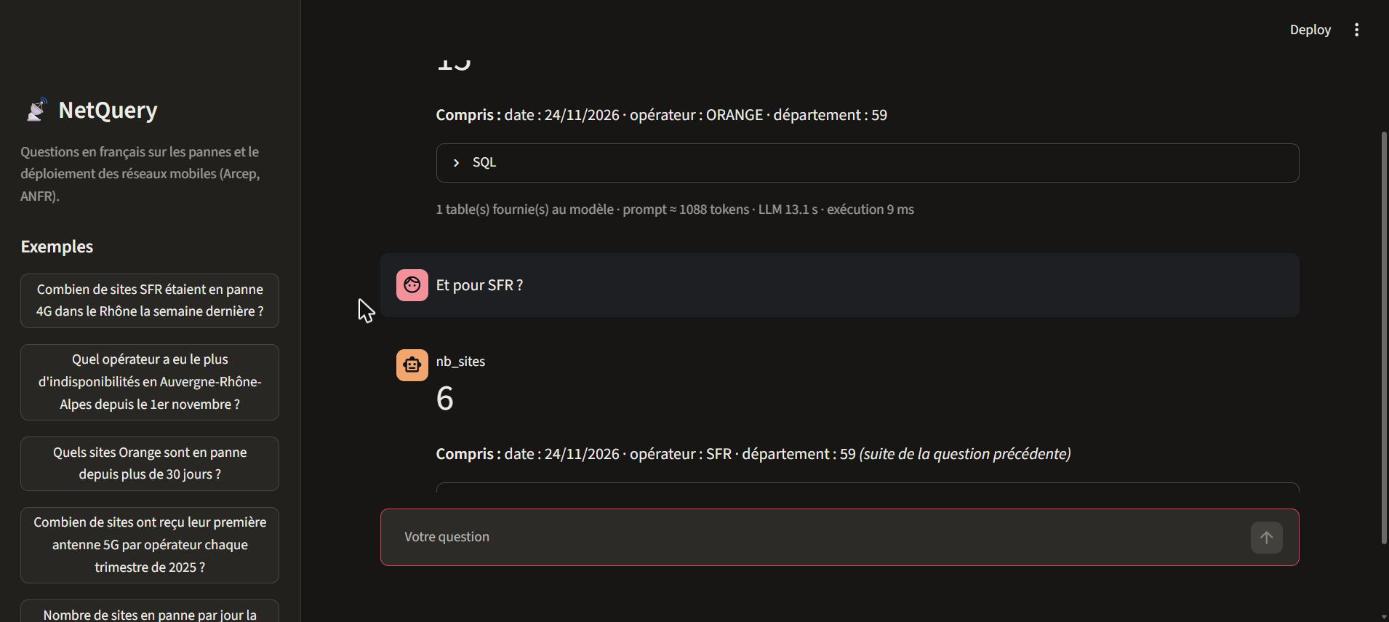 NetQuery
Questions en français sur les pannes et le
déploiement des réseaux mobiles (Arcep,
ANFR).
Exemples
Combien de sites SFR étaient en panne
4G dans le Rhône la semaine dernière ?
Quel opérateur a eu le plus
d'indisponibilités en Auvergne-Rhône-
Alpes depuis le 1er novembre ?
Quels sites Orange sont en panne
depuis plus de 30 jours ?
Combien de sites ont reçu leur première
antenne 5G par opérateur chaque
trimestre de 2025 ?
Nombre de sites en panne par jour la
Deploy
Compris : date : 24/11/2026 · opérateur : ORANGE · département : 59
SQL
1 table(s) fournie(s) au modèle · prompt ≈ 1088 tokens · LLM 13.1 s · exécution 9 ms
Et pour SFR ?
nb_sites
6
Compris : date : 24/11/2026 · opérateur : SFR · département : 59 (suite de la question précédente)
Votre question